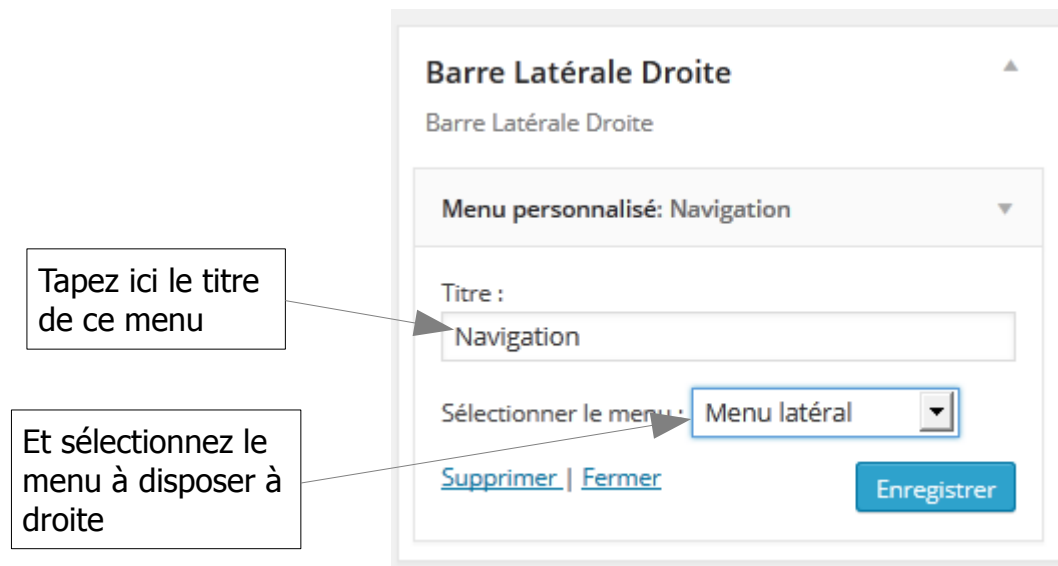 Barre Latérale Droite
Barre Latérale Droite
Menu personnalisé: Navigation
Tapez ici le titre
de ce menu
Titre :
Navigation
Et sélectionnez le
menu à disposer à
droite
Sélectionner le menu : Menu latéral
Supprimer | Fermer
Enregistrer